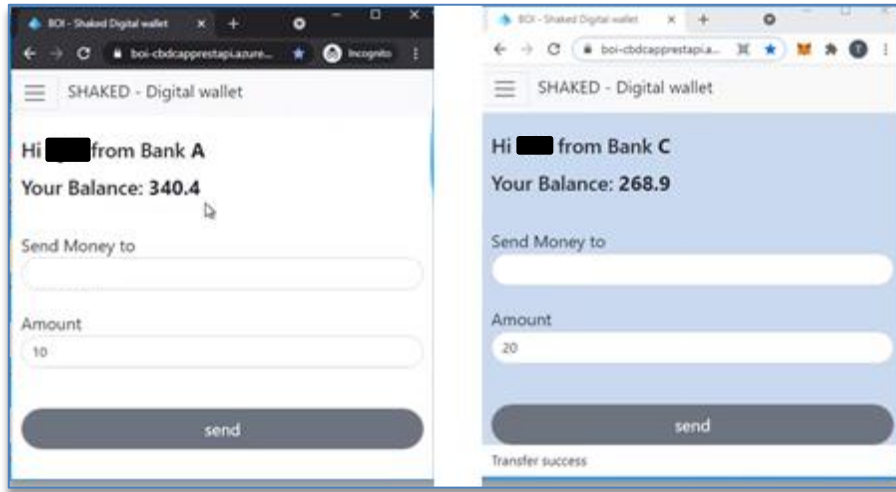 BOI - Shaked Digital wallet
boi-cbdcapprestapi.azure...
Incognito
SHAKED - Digital wallet
Hi from Bank A
Your Balance: 340.4
Send Money to
Amount
10
send
BOI - Shaked Digital wallet
boi-cbdcapprestapi.a...
T
SHAKED - Digital wallet
Hi from Bank C
Your Balance: 268.9
Send Money to
Amount
20
send
Transfer success